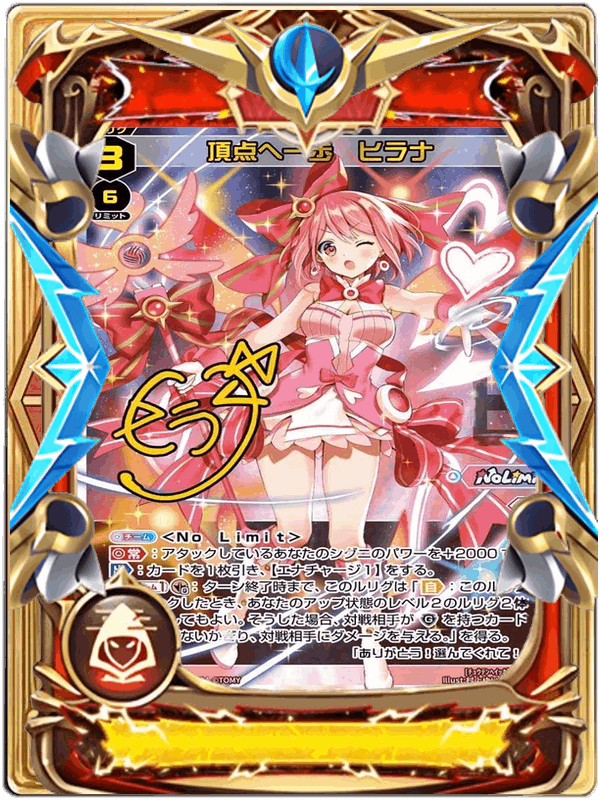 3
頂点へ一歩 ヒラナ
6
リミット
NoLimi
チーム <No Limit>
常:アタックしているあなたのシグニのパワーを+2000
:カードを1枚引き、【エナチャージ1】をする。
1:ターン終了時まで、このルリグは「自:このル
クしたとき、あなたのアップ状態のレベル2のルリグ2体
てもよい。そうした場合、対戦相手が G を持つカード
ないかぎり、対戦相手にダメージを与える。」を得る。
「ありがとう!選んでくれて!
©TOMY
Illust